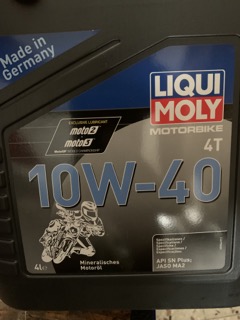 Made in
Germany
LIQUI
MOLY
MOTORBIKE
EXCLUSIVE LUBRICANT
moto2
moto3
4T
10W-40
Mineralisches
Motoröl
API SN Plus;
JASO MA2
4l